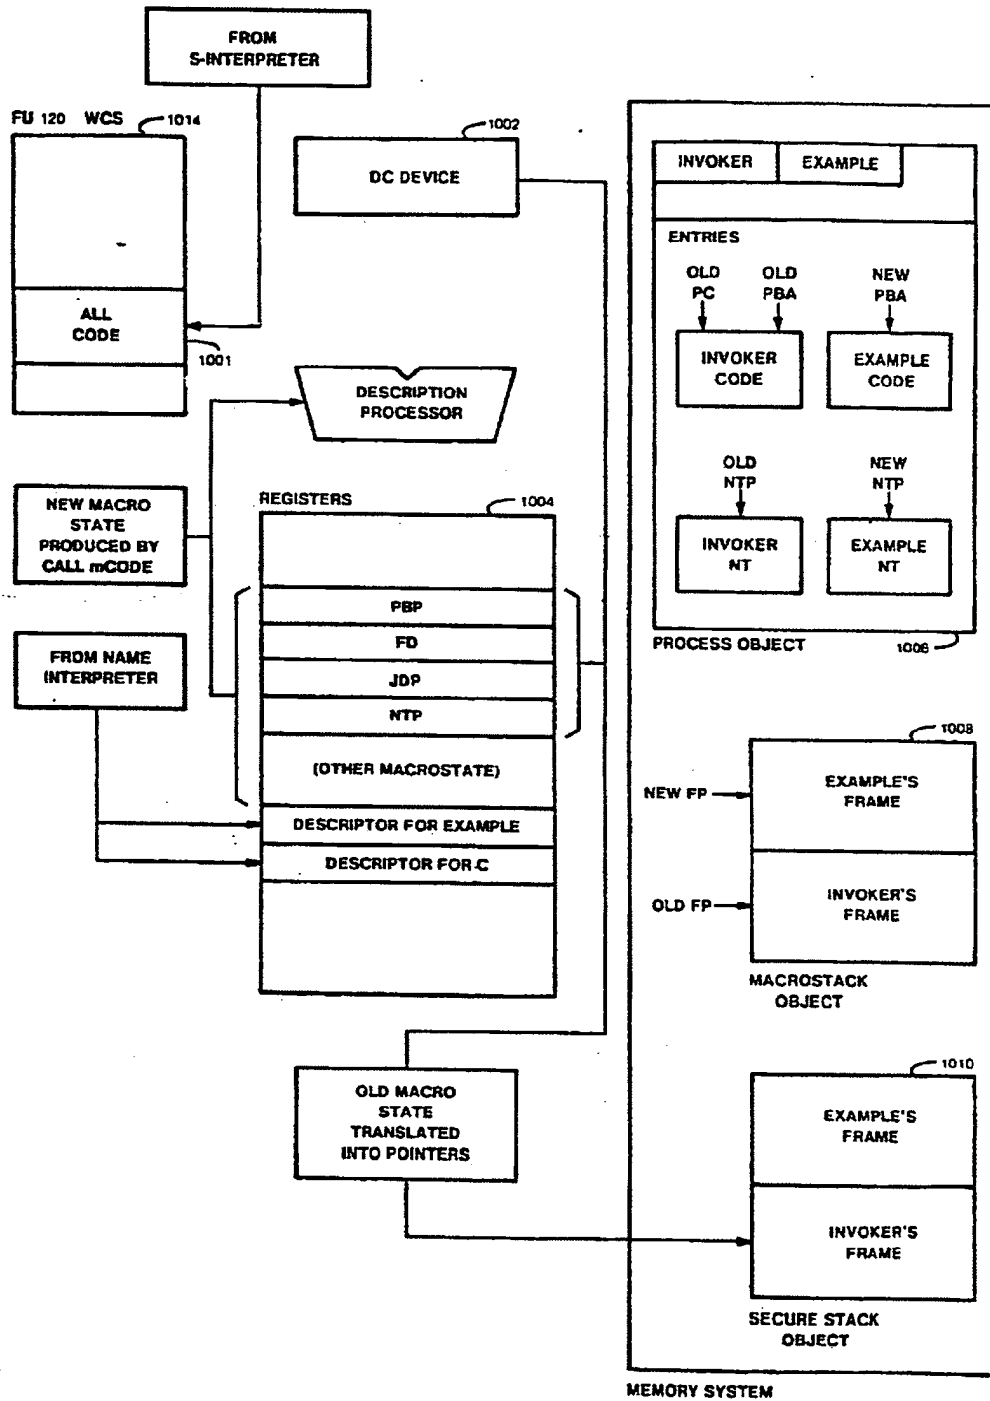 FROM
S-INTERPRETER
FU 120 WCS 1014
1002
DC DEVICE
INVOKER EXAMPLE
ENTRIES
OLD
PC
OLD
PBA
NEW
PBA
ALL
CODE
1001
INVOKER
CODE
EXAMPLE
CODE
DESCRIPTION
PROCESSOR
OLD
NTP
NEW
NTP
REGISTERS
1004
NEW MACRO
STATE
PRODUCED BY
CALL mCODE
INVOKER
NT
EXAMPLE
NT
PBP
FD
JDP
NTP
(OTHER MACROSTATE)
DESCRIPTOR FOR EXAMPLE
DESCRIPTOR FOR C
FROM NAME
INTERPRETER
PROCESS OBJECT
1006
1008
NEW FP
EXAMPLE'S
FRAME
OLD FP
INVOKER'S
FRAME
MACROSTACK
OBJECT
OLD MACRO
STATE
TRANSLATED
INTO POINTERS
1010
EXAMPLE'S
FRAME
INVOKER'S
FRAME
SECURE STACK
OBJECT
MEMORY SYSTEM